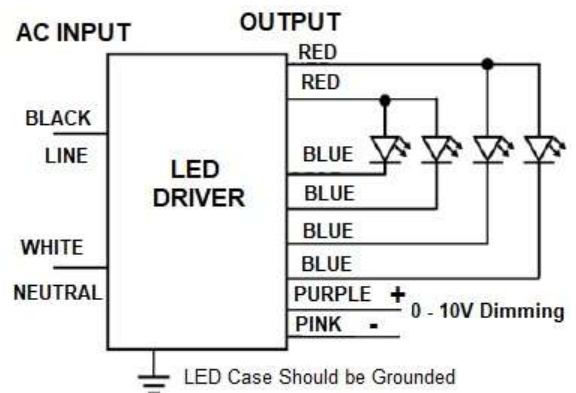 AC INPUT
OUTPUT
RED
RED
BLACK
LINE
LED
DRIVER
BLUE
BLUE
BLUE
BLUE
WHITE
NEUTRAL
PURPLE +
PINK -
0 - 10V Dimming
LED Case Should be Grounded